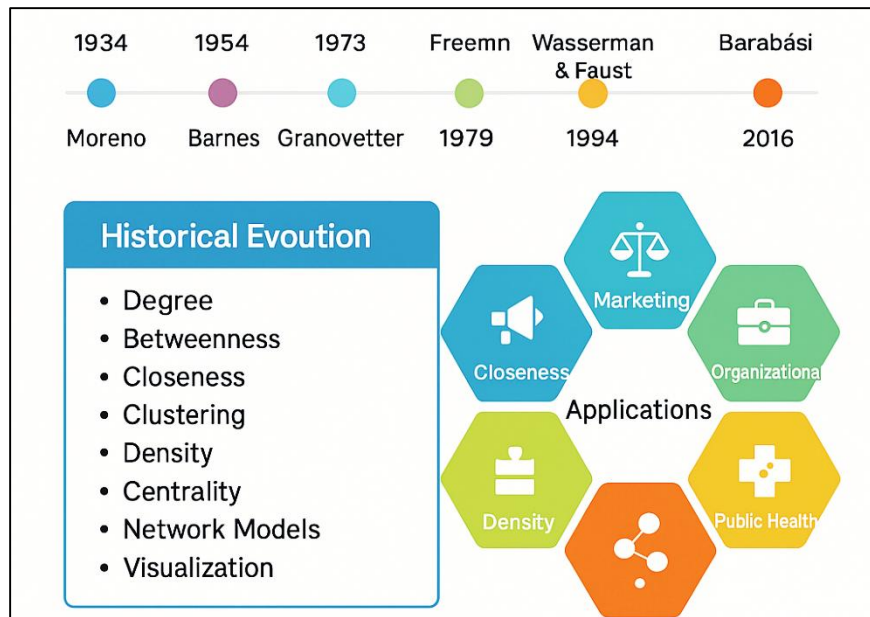 1934 1954 1973 Freemn Wasserman
& Faust Barabási
Moreno Barnes Granovetter 1979 1994 2016
Historical Evoution
• Degree
• Betweenness
• Closeness
• Clustering
• Density
• Centrality
• Network Models
• Visualization
Marketing
Closeness
Organizational
Applications
Density
Public Health